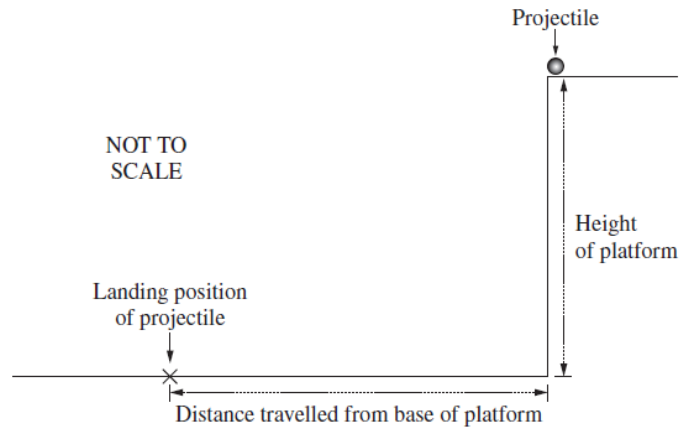 Projectile
NOT TO
SCALE
Height
of platform
Landing position
of projectile
Distance travelled from base of platform